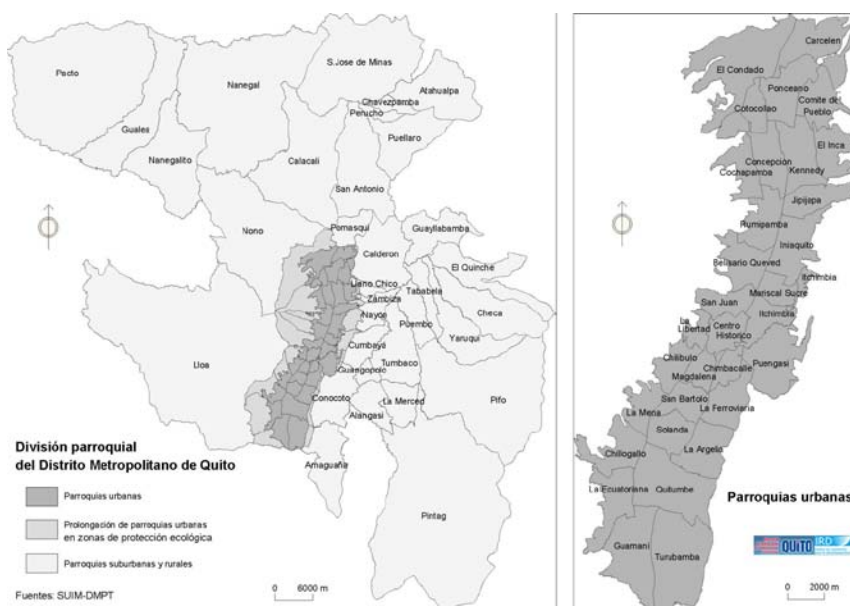 Pacto
Nanegal
S.Jose de Minas
Atahualpa
Chavezpamba
Perucho
Guales
Puellaro
Nanegalito
Calacali
San Antonio
Nono
Pomasqui
Guayllabamba
Calderon
El Quinche
Llano Chico
Tababela
Zambiza
Checa
Nayon
Puembo
Yaruqui
Cumbaya
Lloa
Tumbaco
Guangopolo
Pifo
Conocoto
La Merced
Alangasi
Amaguaña
Pintag
División parroquial
del Distrito Metropolitano de Quito
Parroquias urbanas
Prolongación de parroquias urbanas
en zonas de protección ecológica
Parroquias suburbanas y rurales
Fuentes: SUIM-DMPT
0 6000 m
Carcelen
El Condado
Ponceano
Comite del
Pueblo
Cotocollao
El Inca
Concepción
Cochapamba
Kennedy
Jipijapa
Rumipamba
Iniaquito
Belisario Queved
Itchimbia
Mariscal Sucre
San Juan
Itchimbia
La
Libertad
Centro
Historico
Chilibulo
Chimbacalle
Puengasi
Magdalena
San Bartolo
La Mena
La Ferroviaria
Solanda
La Argelia
Chillogallo
La Ecuatoriana
Quitumbe
Parroquias urbanas
Guamani
Turubamba
QUITO
IRD
0 2000 m